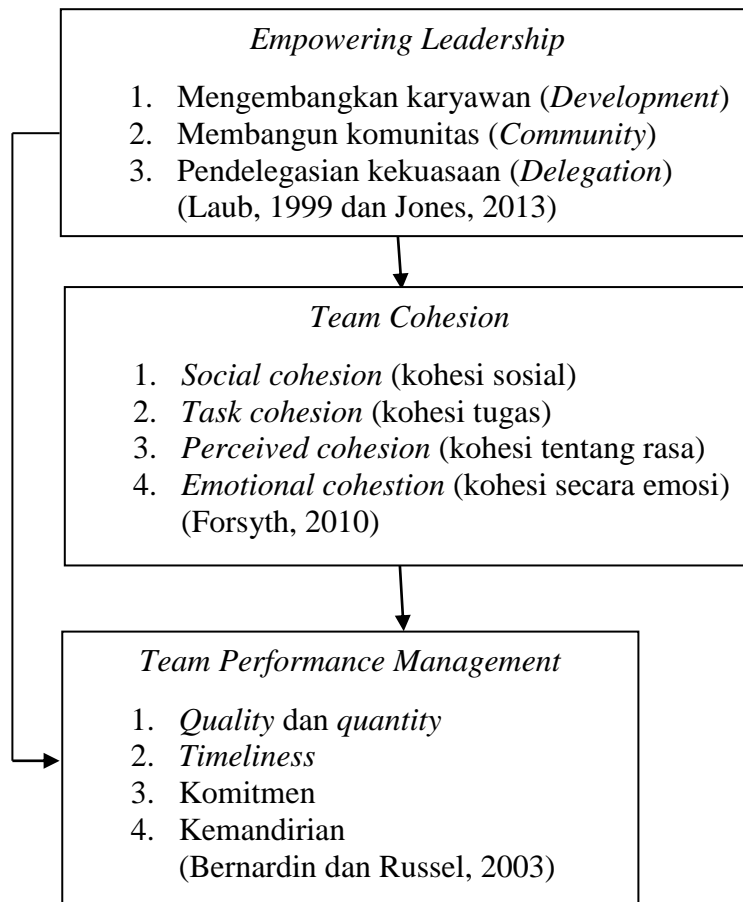 Empowering Leadership
1. Mengembangkan karyawan (Development)
2. Membangun komunitas (Community)
3. Pendelegasian kekuasaan (Delegation)
(Laub, 1999 dan Jones, 2013)
Team Cohesion
1. Social cohesion (kohesi sosial)
2. Task cohesion (kohesi tugas)
3. Perceived cohesion (kohesi tentang rasa)
4. Emotional cohestion (kohesi secara emosi)
(Forsyth, 2010)
Team Performance Management
1. Quality dan quantity
2. Timeliness
3. Komitmen
4. Kemandirian
(Bernardin dan Russel, 2003)